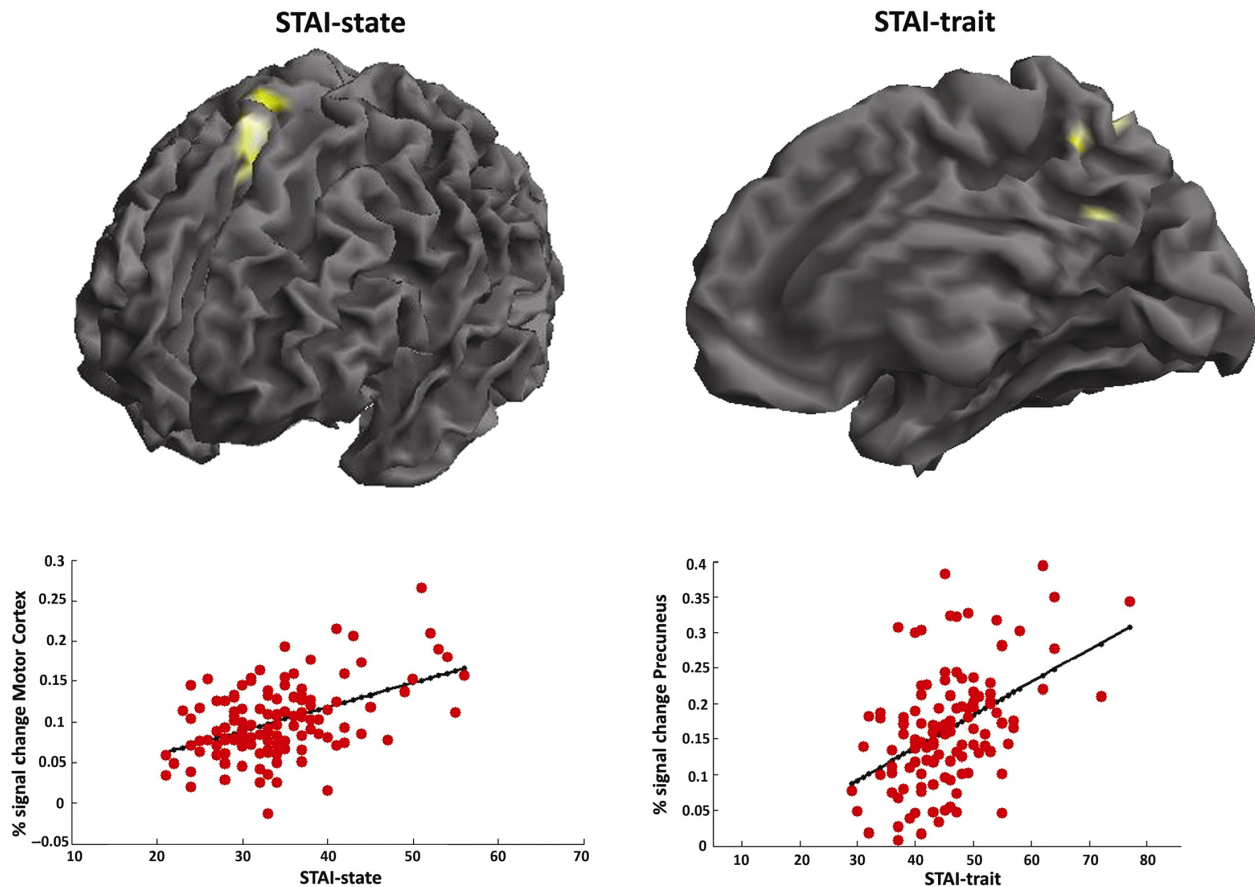 STAI-state
STAI-trait
% signal change Motor Cortex
0.3
0.25
0.2
0.15
0.1
0.05
0
–0.05
10 20 30 40 50 60 70
STAI-state
% signal change Precuneus
0.4
0.35
0.3
0.25
0.2
0.15
0.1
0.05
0
10 20 30 40 50 60 70 80
STAI-trait